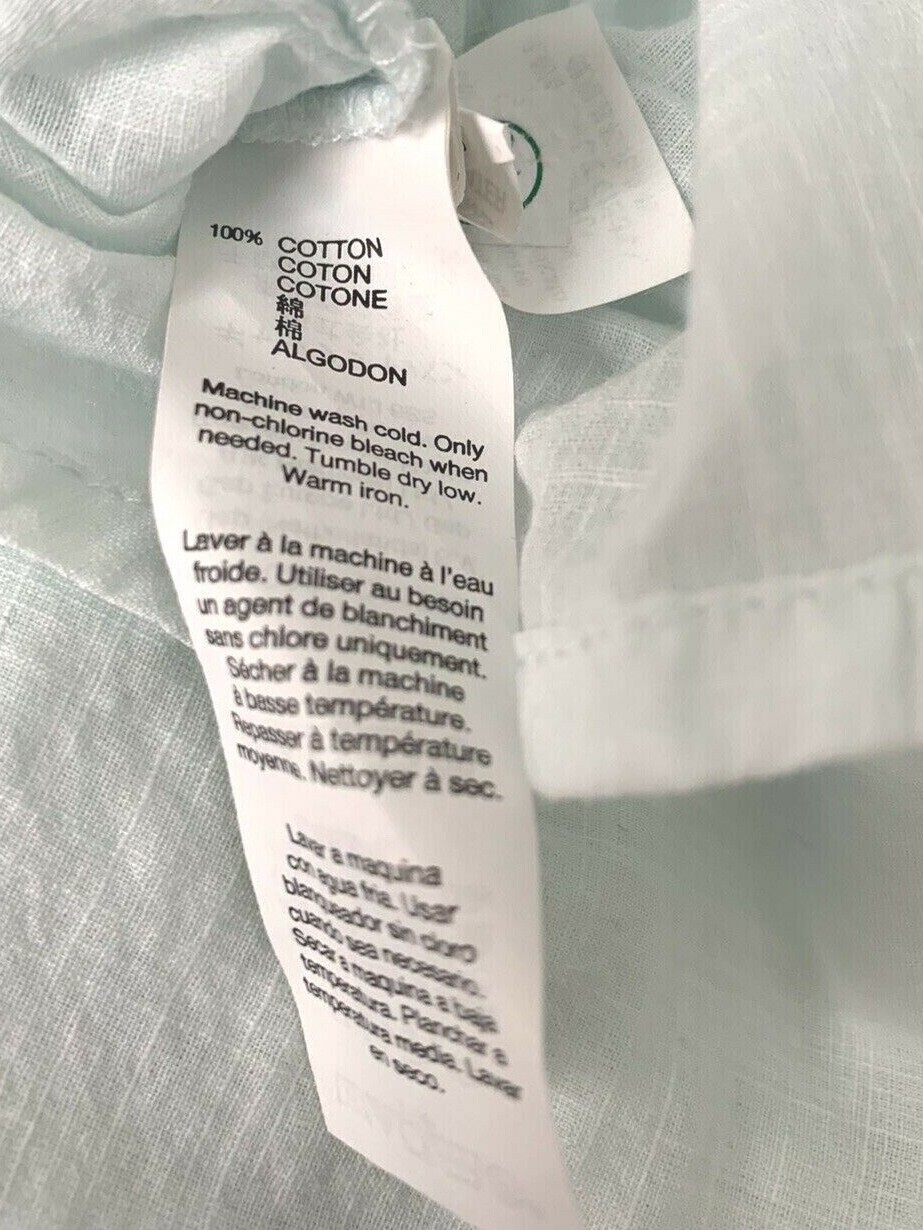 100% COTTON
COTON
COTONE
綿
棉
ALGODON
Machine wash cold. Only
non-chlorine bleach when
needed. Tumble dry low.
Warm iron.
Laver à la machine à l'eau
froide. Utiliser au besoin
un agent de blanchiment
sans chlore uniquement.
Sécher à la machine
à basse température.
Repasser à température
moyenne. Nettoyer à sec.
Lavar a maquina
con agua fria. Usar
blanqueador sin cloro
cuando sea necesario.
Secar a maquina a baja
temperatura. Planchar a
temperatura media. Lavar
en seco.